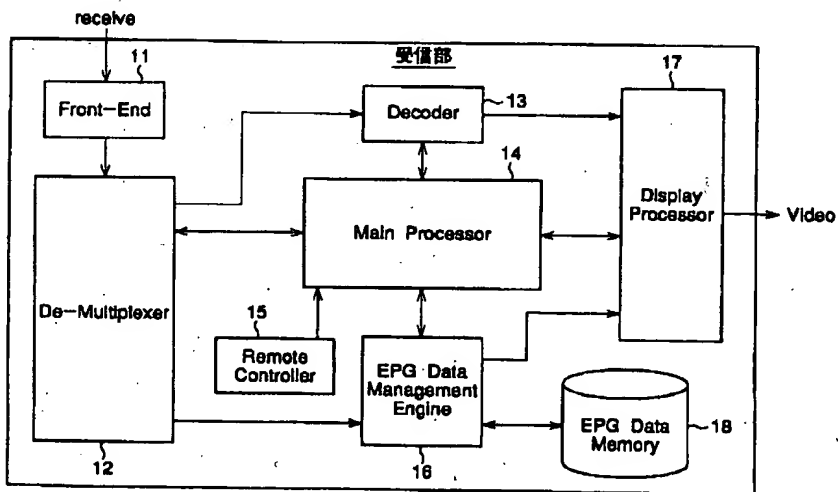 receive
受信部
11
Front-End
Decoder
13
17
14
Main Processor
Display
Processor
Video
De-Multiplexer
15
Remote
Controller
EPG Data
Management
Engine
EPG Data
Memory
18
12
16